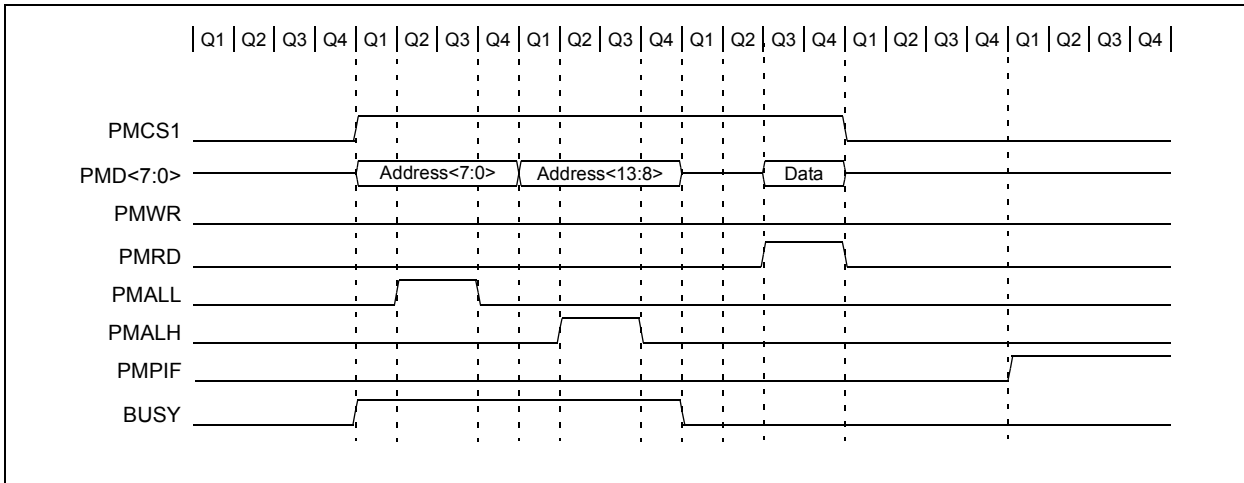 Q1 Q2 Q3 Q4 Q1 Q2 Q3 Q4 Q1 Q2 Q3 Q4 Q1 Q2 Q3 Q4 Q1 Q2 Q3 Q4 Q1 Q2 Q3 Q4
PMCS1
PMD<7:0> Address<7:0> Address<13:8> Data
PMWR
PMRD
PMALL
PMALH
PMPIF
BUSY